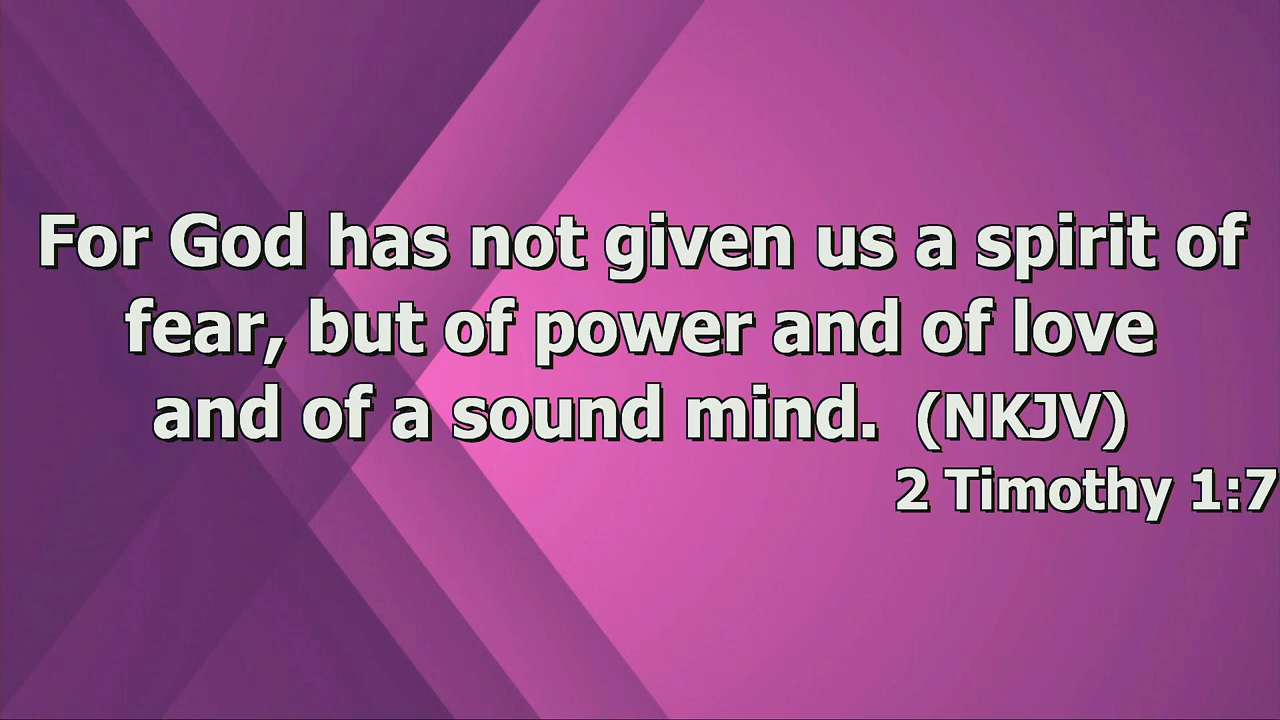 For God has not given us a spirit of
fear, but of power and of love
and of a sound mind. (NKJV)
2 Timothy 1:7